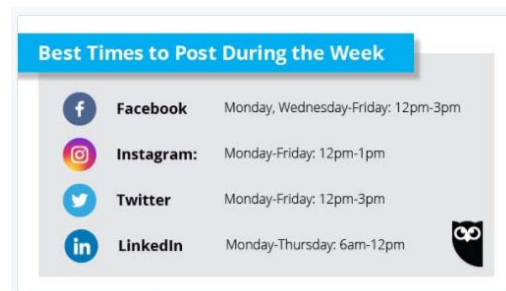 Best Times to Post During the Week
Facebook Monday, Wednesday-Friday: 12pm-3pm
Instagram: Monday-Friday: 12pm-1pm
Twitter Monday-Friday: 12pm-3pm
LinkedIn Monday-Thursday: 6am-12pm